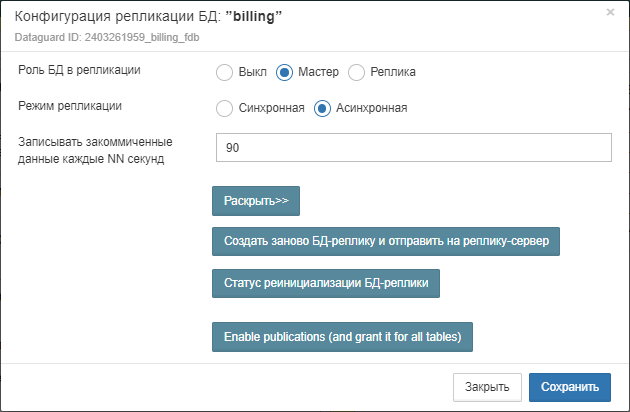 Конфигурация репликации БД: "billing"
×
Dataguard ID: 2403261959_billing_fdb
Роль БД в репликации
Выкл Мастер Реплика
Режим репликации
Синхронная Асинхронная
Записывать закоммиченные
данные каждые NN секунд
90
Раскрыть>>
Создать заново БД-реплику и отправить на реплику-сервер
Статус реинициализации БД-реплики
Enable publications (and grant it for all tables)
Закрыть Сохранить